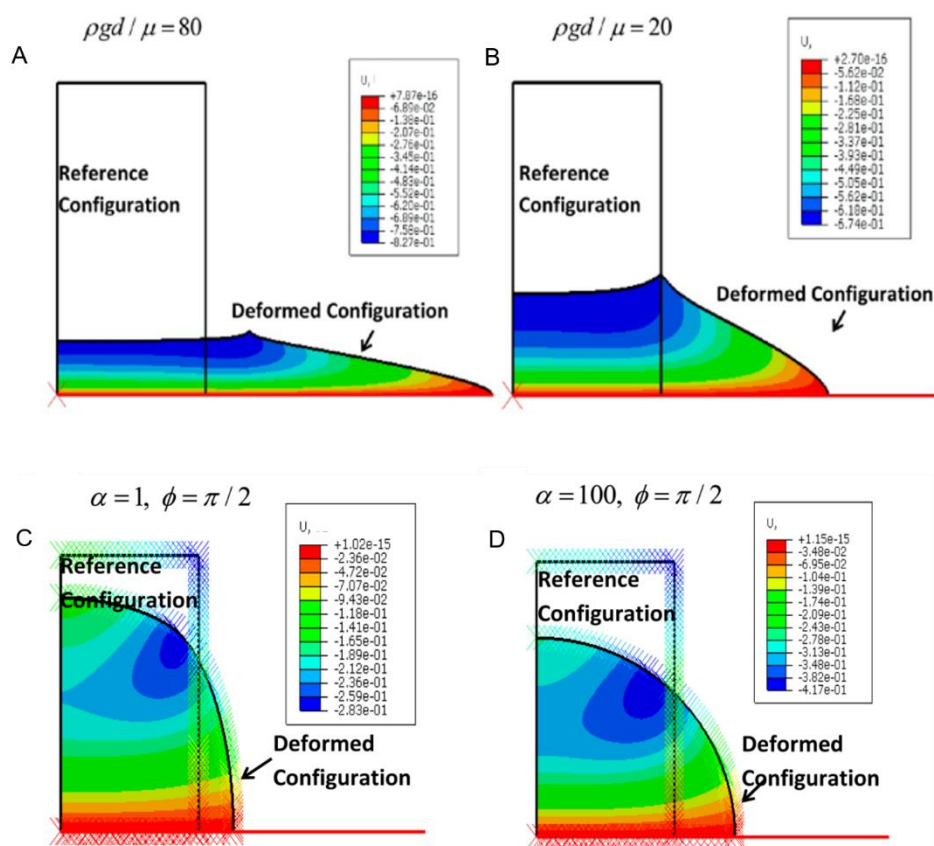 ρgd / μ = 80
A
U,
+7.87e-16
-6.89e-02
-1.38e-01
-2.07e-01
-2.76e-01
-3.45e-01
-4.14e-01
-4.83e-01
-5.52e-01
-6.20e-01
-6.89e-01
-7.58e-01
-8.27e-01
Reference
Configuration
Deformed Configuration
ρgd / μ = 20
B
U,
+2.70e-16
-5.62e-02
-1.12e-01
-1.68e-01
-2.25e-01
-2.81e-01
-3.37e-01
-3.93e-01
-4.49e-01
-5.05e-01
-5.62e-01
-6.18e-01
-6.74e-01
Reference
Configuration
Deformed Configuration
α = 1, ϕ = π / 2
C
U,
+1.02e-15
-2.36e-02
-4.72e-02
-7.07e-02
-9.43e-02
-1.18e-01
-1.41e-01
-1.65e-01
-1.89e-01
-2.12e-01
-2.36e-01
-2.59e-01
-2.83e-01
Reference
Configuration
Deformed
Configuration
α = 100, ϕ = π / 2
D
U,
+1.15e-15
-3.48e-02
-6.95e-02
-1.04e-01
-1.39e-01
-1.74e-01
-2.09e-01
-2.43e-01
-2.78e-01
-3.13e-01
-3.48e-01
-3.82e-01
-4.17e-01
Reference
Configuration
Deformed
Configuration